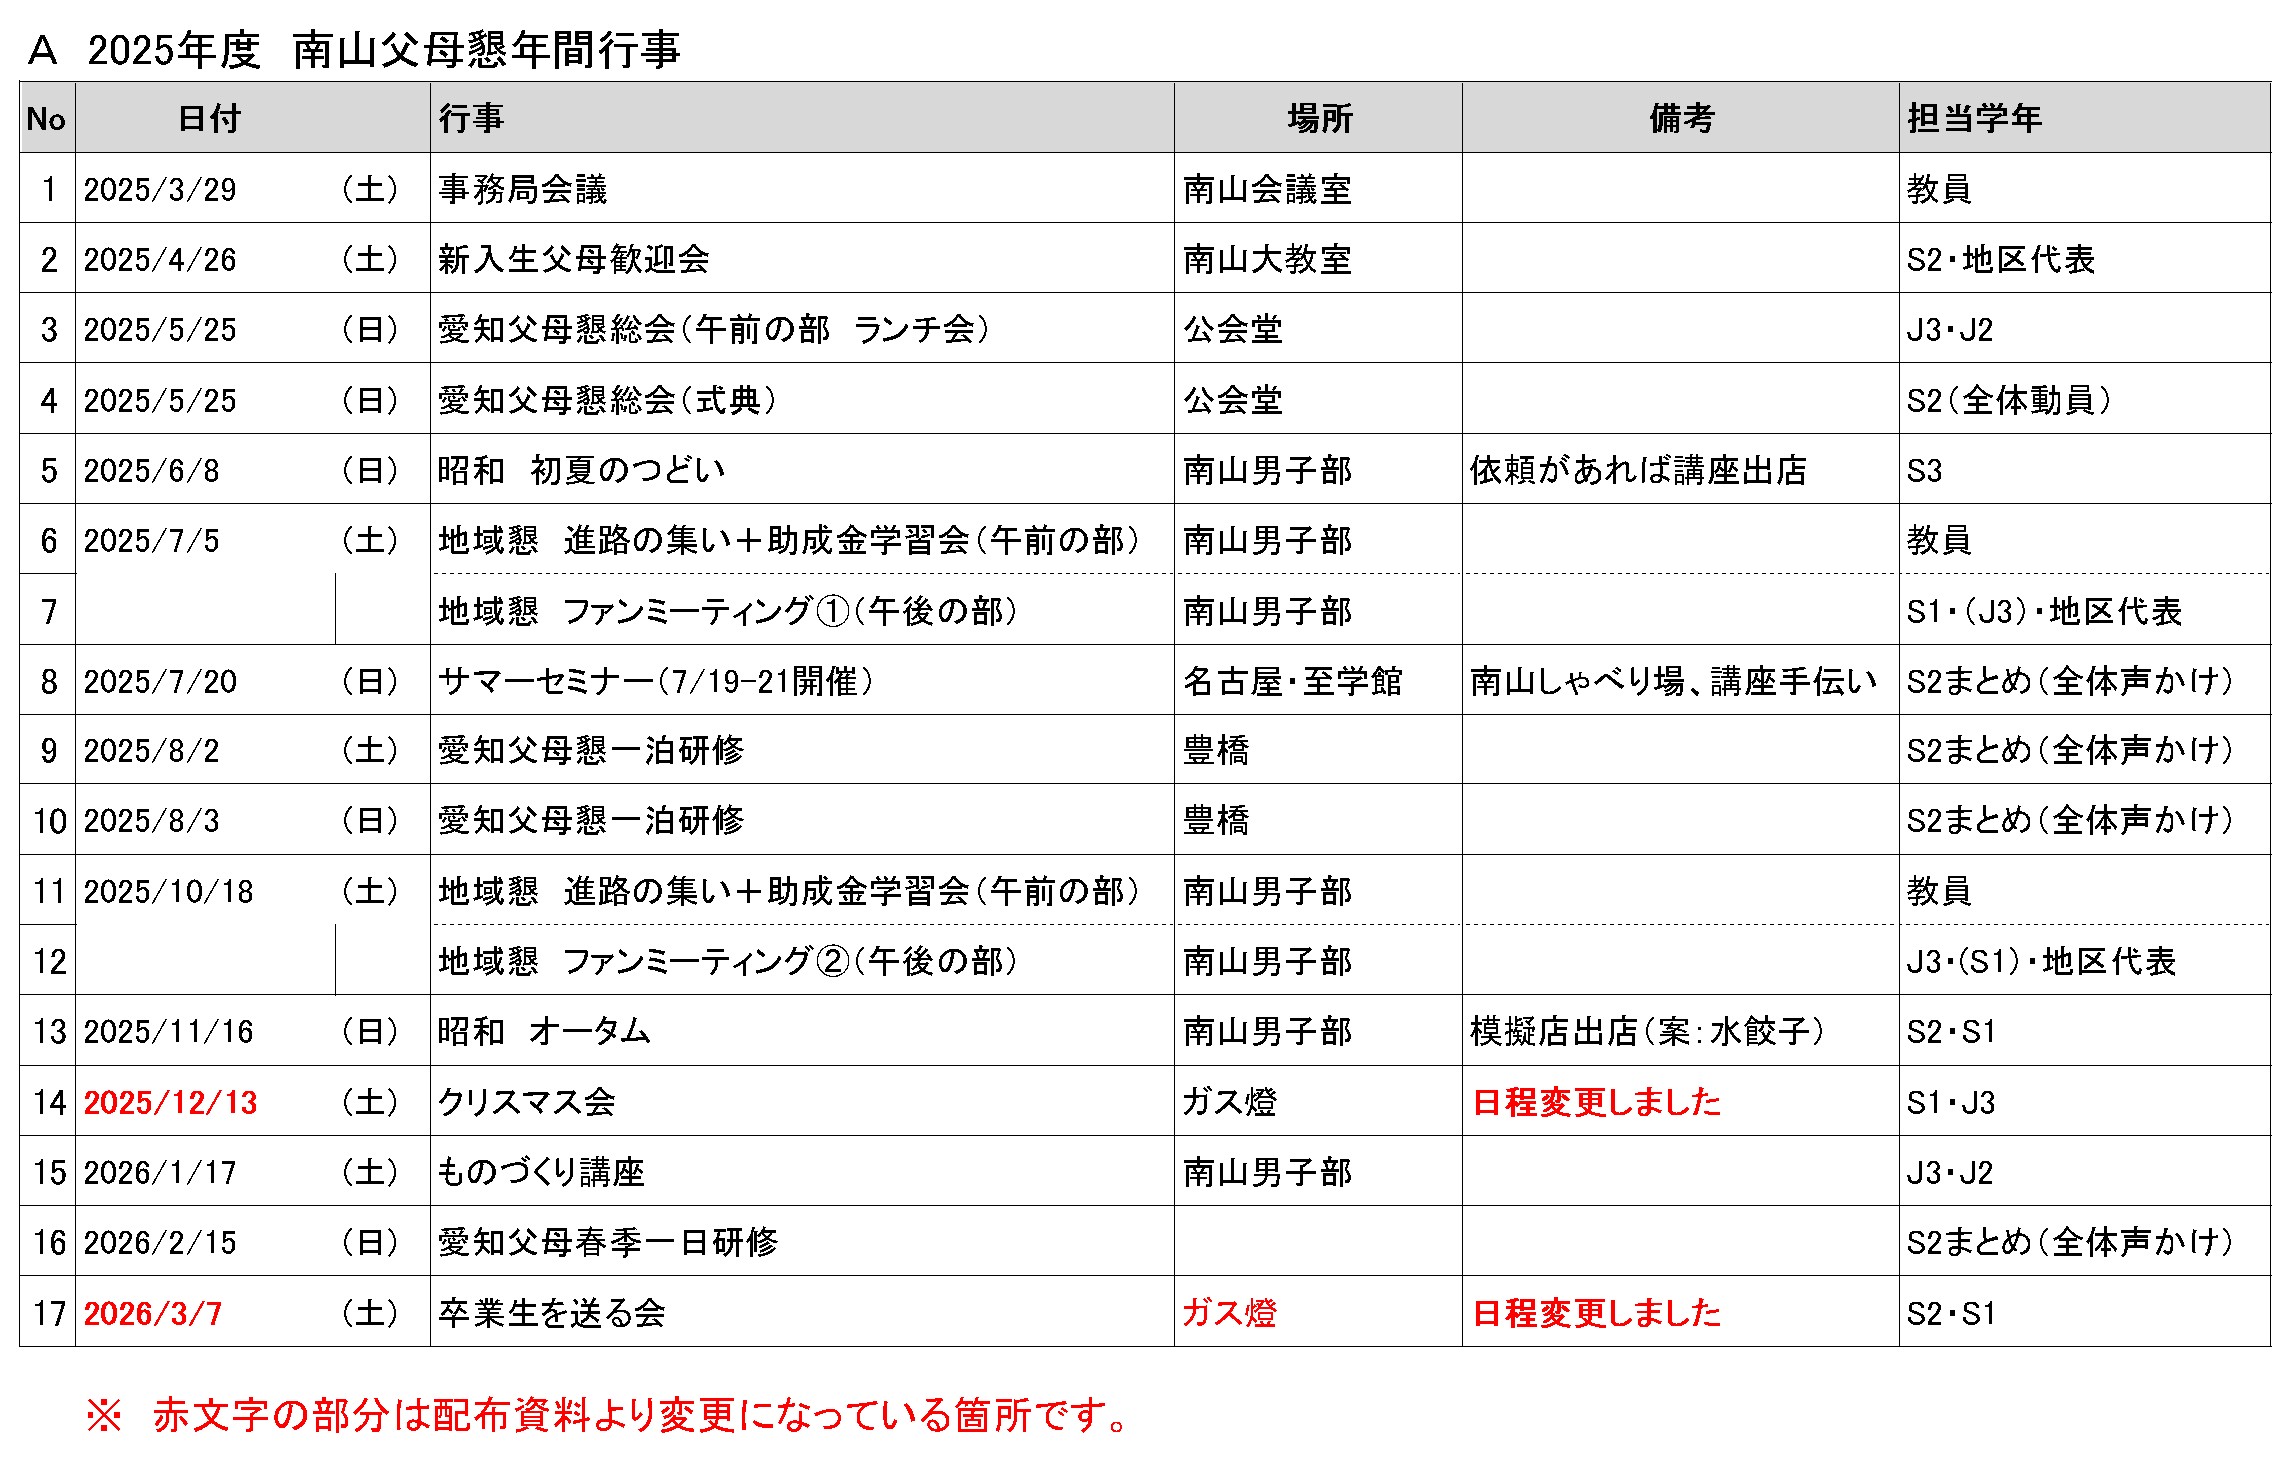 A　2025年度　南山父母懇年間行事
No 日付 行事 場所 備考 担当学年
1 2025/3/29 （土） 事務局会議 南山会議室 教員
2 2025/4/26 （土） 新入生父母歓迎会 南山大教室 S2・地区代表
3 2025/5/25 （日） 愛知父母懇総会（午前の部　ランチ会） 公会堂 J3・J2
4 2025/5/25 （日） 愛知父母懇総会（式典） 公会堂 S2（全体動員）
5 2025/6/8 （日） 昭和　初夏のつどい 南山男子部 依頼があれば講座出店 S3
6 2025/7/5 （土） 地域懇　進路の集い＋助成金学習会（午前の部） 南山男子部 教員
7 地域懇　ファンミーティング①（午後の部） 南山男子部 S1・（J3）・地区代表
8 2025/7/20 （日） サマーセミナー（7/19-21開催） 名古屋・至学館 南山しゃべり場、講座手伝い S2まとめ（全体声かけ）
9 2025/8/2 （土） 愛知父母懇一泊研修 豊橋 S2まとめ（全体声かけ）
10 2025/8/3 （日） 愛知父母懇一泊研修 豊橋 S2まとめ（全体声かけ）
11 2025/10/18 （土） 地域懇　進路の集い＋助成金学習会（午前の部） 南山男子部 教員
12 地域懇　ファンミーティング②（午後の部） 南山男子部 J3・(S1）・地区代表
13 2025/11/16 （日） 昭和　オータム 南山男子部 模擬店出店（案：水餃子） S2・S1
14 2025/12/13 （土） クリスマス会 ガス燈 日程変更しました S1・J3
15 2026/1/17 （土） ものづくり講座 南山男子部 J3・J2
16 2026/2/15 （日） 愛知父母春季一日研修 S2まとめ（全体声かけ）
17 2026/3/7 （土） 卒業生を送る会 ガス燈 日程変更しました S2・S1
※　赤文字の部分は配布資料より変更になっている箇所です。